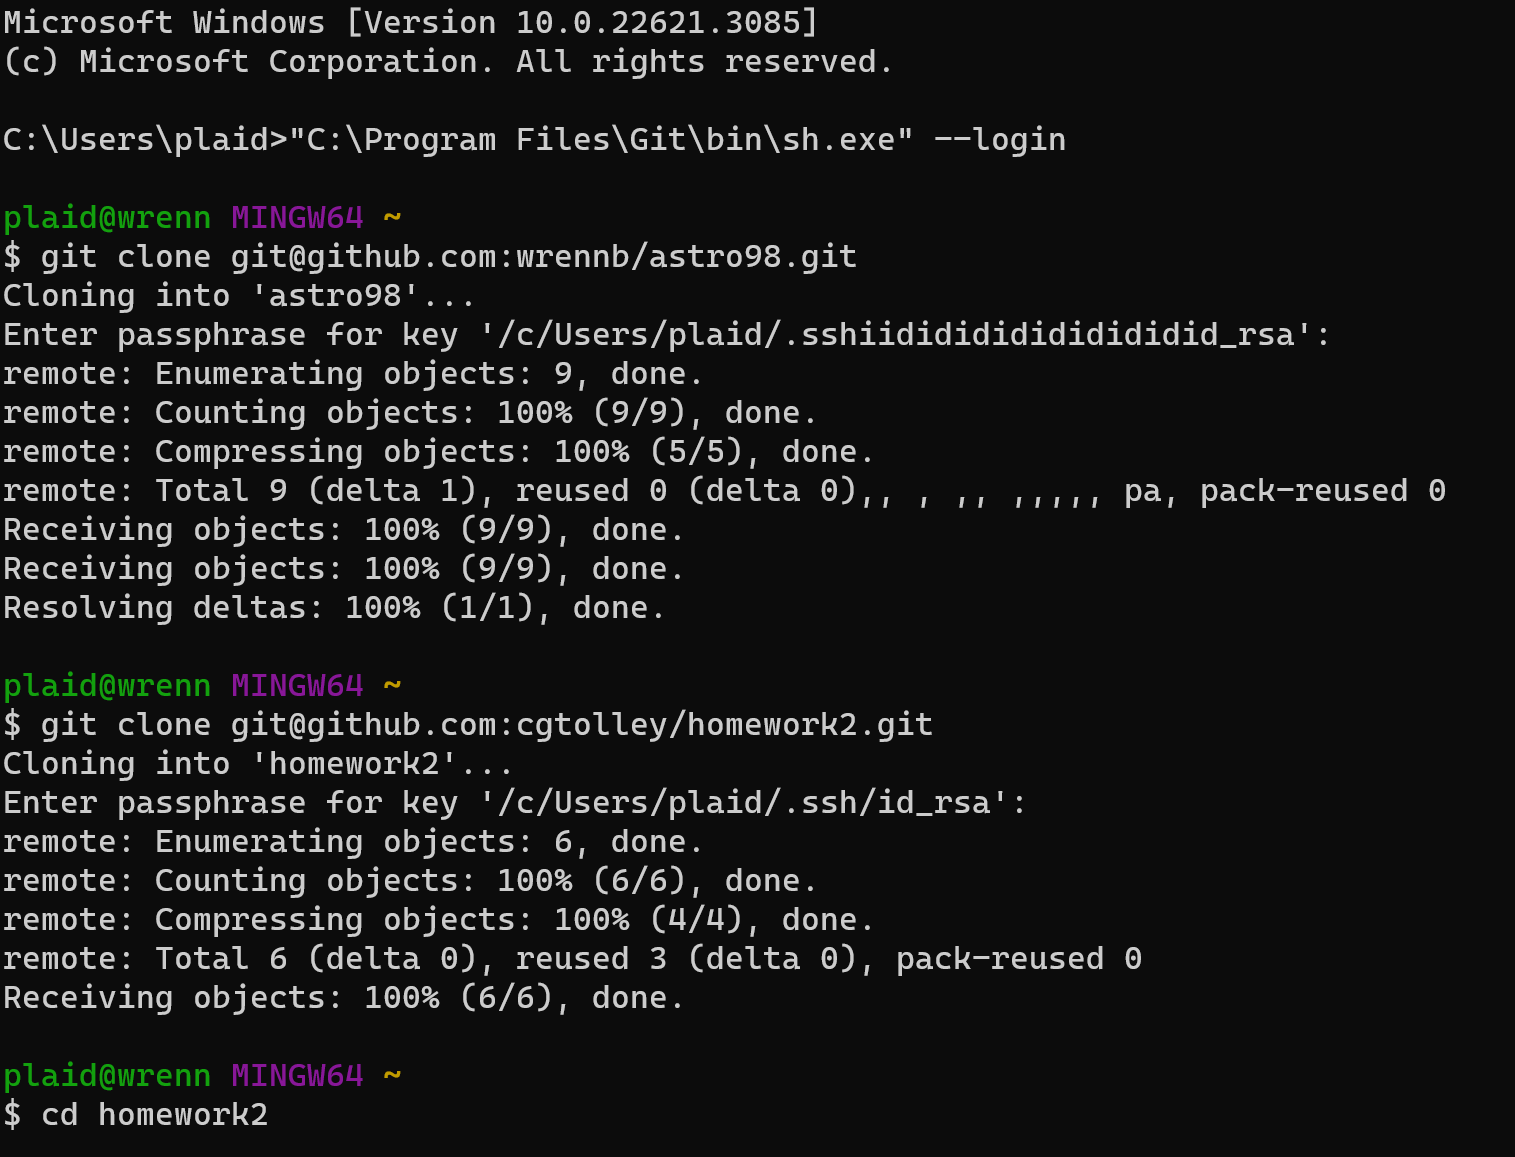 Microsoft Windows [Version 10.0.22621.3085]
(c) Microsoft Corporation. All rights reserved.
C:\Users\plaid>"C:\Program Files\Git\bin\sh.exe" --login
plaid@wrenn MINGW64 ~
$ git clone git@github.com:wrennb/astro98.git
Cloning into 'astro98'...
Enter passphrase for key '/c/Users/plaid/.sshiidididididididididid_rsa':
remote: Enumerating objects: 9, done.
remote: Counting objects: 100% (9/9), done.
remote: Compressing objects: 100% (5/5), done.
remote: Total 9 (delta 1), reused 0 (delta 0),, , ,, ,,,,, pa, pack-reused 0
Receiving objects: 100% (9/9), done.
Receiving objects: 100% (9/9), done.
Resolving deltas: 100% (1/1), done.
plaid@wrenn MINGW64 ~
$ git clone git@github.com:cgtolley/homework2.git
Cloning into 'homework2'...
Enter passphrase for key '/c/Users/plaid/.ssh/id_rsa':
remote: Enumerating objects: 6, done.
remote: Counting objects: 100% (6/6), done.
remote: Compressing objects: 100% (4/4), done.
remote: Total 6 (delta 0), reused 3 (delta 0), pack-reused 0
Receiving objects: 100% (6/6), done.
plaid@wrenn MINGW64 ~
$ cd homework2